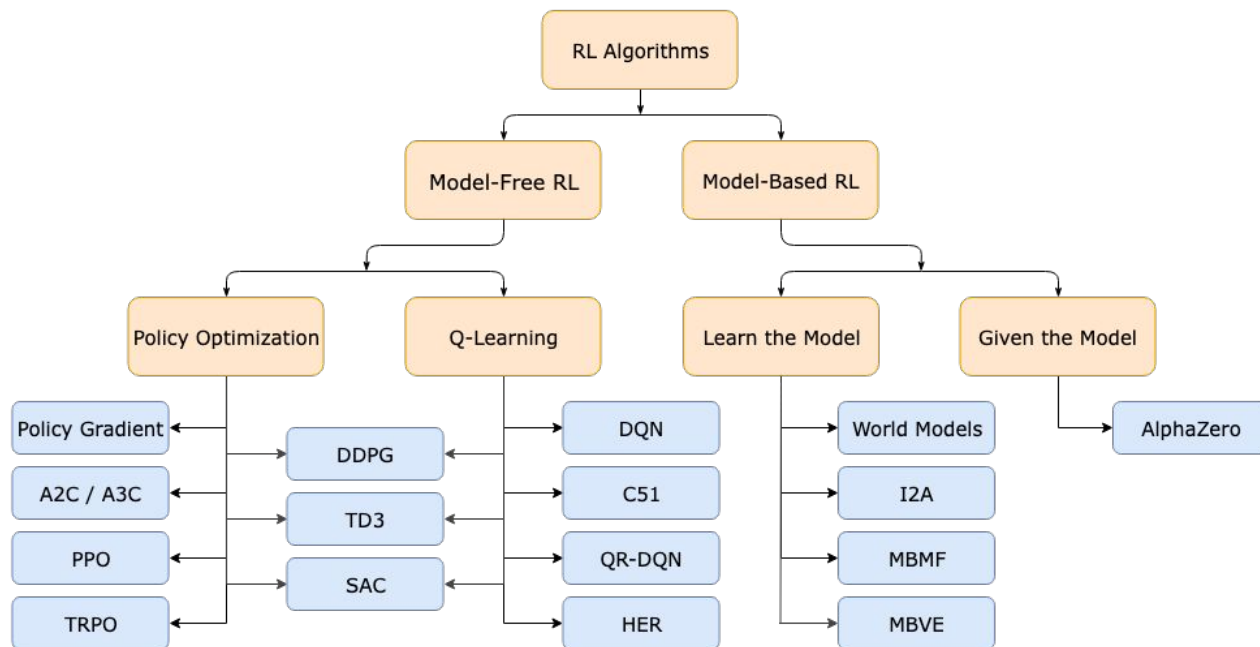 RL Algorithms
Model-Free RL
Model-Based RL
Policy Optimization
Q-Learning
Learn the Model
Given the Model
Policy Gradient
DQN
World Models
AlphaZero
DDPG
A2C / A3C
C51
I2A
TD3
PPO
QR-DQN
MBMF
SAC
TRPO
HER
MBVE